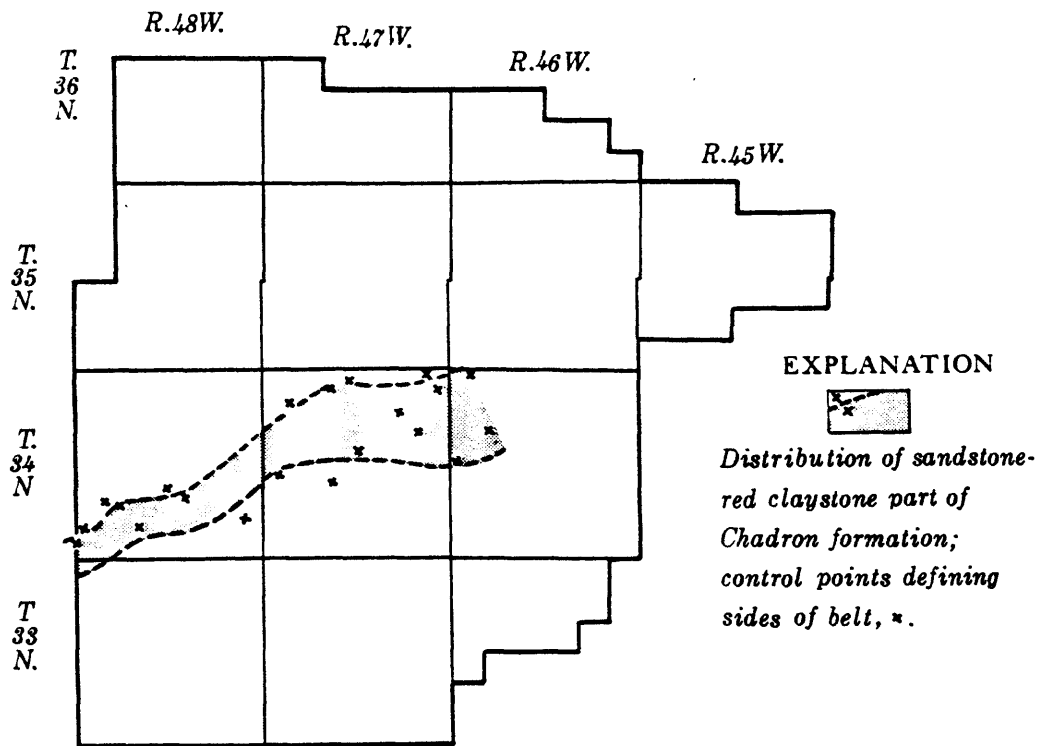 R.48W.
R.47W.
R.46W.
R.45W.
T.
36
N.
T.
35
N.
T.
34
N
T
33
N.
EXPLANATION
Distribution of sandstone-
red claystone part of
Chadron formation;
control points defining
sides of belt, x.